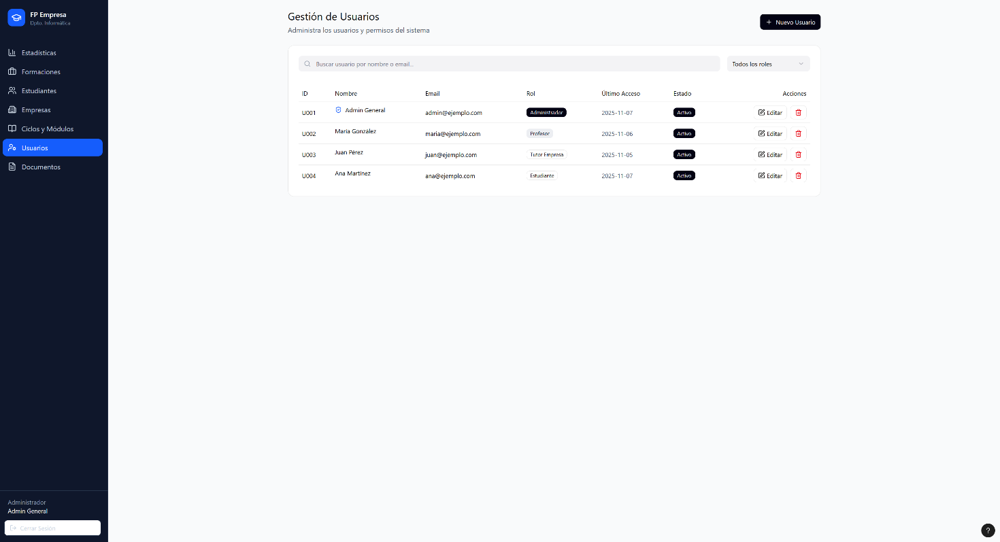 FP Empresa
Dpto. Informática
Estadísticas
Formaciones
Estudiantes
Empresas
Ciclos y Módulos
Usuarios
Documentos
Administrador
Admin General
Cerrar Sesión
Gestión de Usuarios
Administra los usuarios y permisos del sistema
+ Nuevo Usuario
Buscar usuario por nombre o email...
Todos los roles
ID Nombre Email Rol Último Acceso Estado Acciones
U001 Admin General admin@ejemplo.com Administrador 2025-11-07 Activo Editar
U002 María González maria@ejemplo.com Profesor 2025-11-06 Activo Editar
U003 Juan Pérez juan@ejemplo.com Tutor Empresa 2025-11-05 Activo Editar
U004 Ana Martínez ana@ejemplo.com Estudiante 2025-11-07 Activo Editar
?